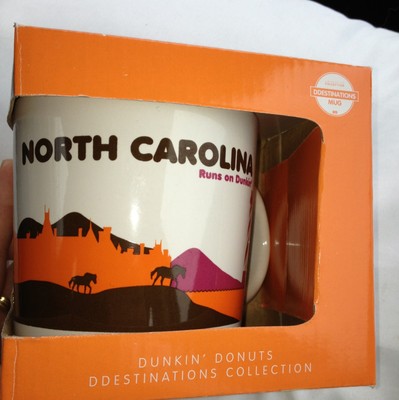 DDESTINATIONS
MUG
NORTH CAROLINA
Runs on Dunkin'
DUNKIN' DONUTS
DDESTINATIONS COLLECTION